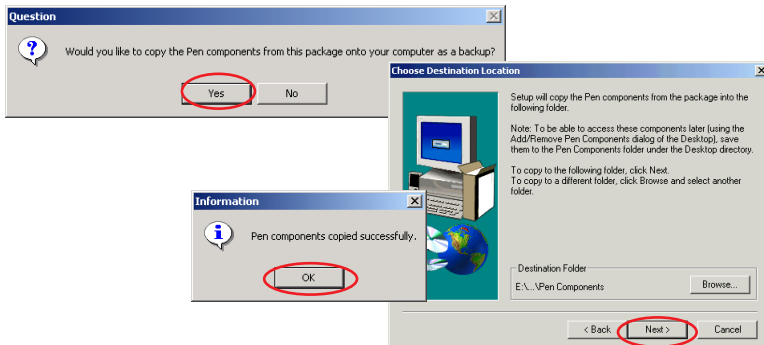 Question
Would you like to copy the Pen components from this package onto your computer as a backup?
Yes
No
Choose Destination Location
Setup will copy the Pen components from the package into the
following folder.
Note: To be able to access these components later (using the
Add/Remove Pen Components dialog of the Desktop), save
them to the Pen Components folder under the Desktop directory.
To copy to the following folder, click Next.
To copy to a different folder, click Browse and select another
folder.
Destination Folder
E:\...\Pen Components
Browse...
< Back
Next >
Cancel
Information
Pen components copied successfully.
OK